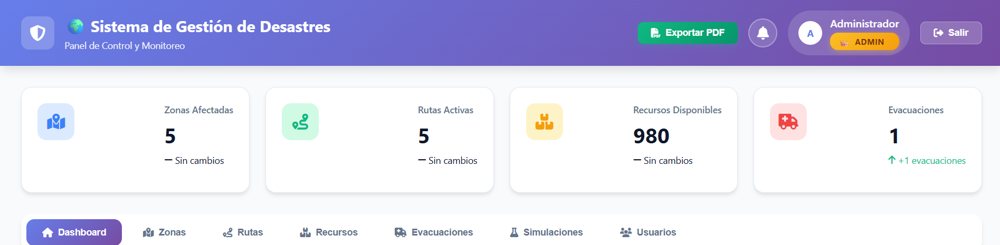 Sistema de Gestión de Desastres
Panel de Control y Monitoreo
PDF Exportar PDF
A
Administrador
ADMIN
Salir
Zonas Afectadas
5
Sin cambios
Rutas Activas
5
Sin cambios
Recursos Disponibles
980
Sin cambios
Evacuaciones
1
+1 evacuaciones
Dashboard Zonas Rutas Recursos Evacuaciones Simulaciones Usuarios